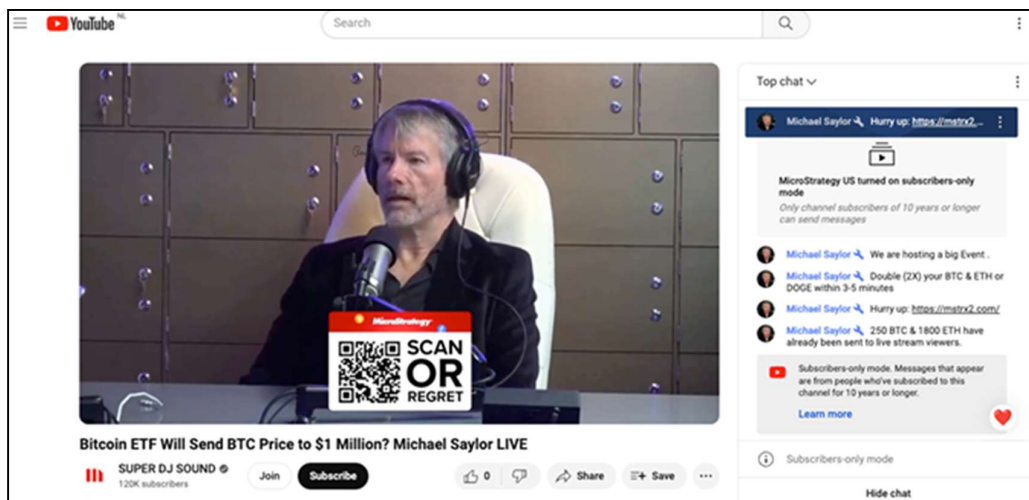 YouTube NL
Search
Top chat
Michael Saylor Hurry up: https://mstrx2...
MicroStrategy US turned on subscribers-only
mode
Only channel subscribers of 10 years or longer
can send messages
Michael Saylor We are hosting a big Event .
Michael Saylor Double (2X) your BTC & ETH or
DOGE within 3-5 minutes
Michael Saylor Hurry up: https://mstrx2.com/
Michael Saylor 250 BTC & 1800 ETH have
already been sent to live stream viewers.
Subscribers-only mode. Messages that appear
are from people who've subscribed to this
channel for 10 years or longer.
Learn more
Subscribers-only mode
Hide chat
MicroStrategy
SCAN
OR
REGRET
Bitcoin ETF Will Send BTC Price to $1 Million? Michael Saylor LIVE
SUPER DJ SOUND
120K subscribers
Join
Subscribe
0
Share
Save